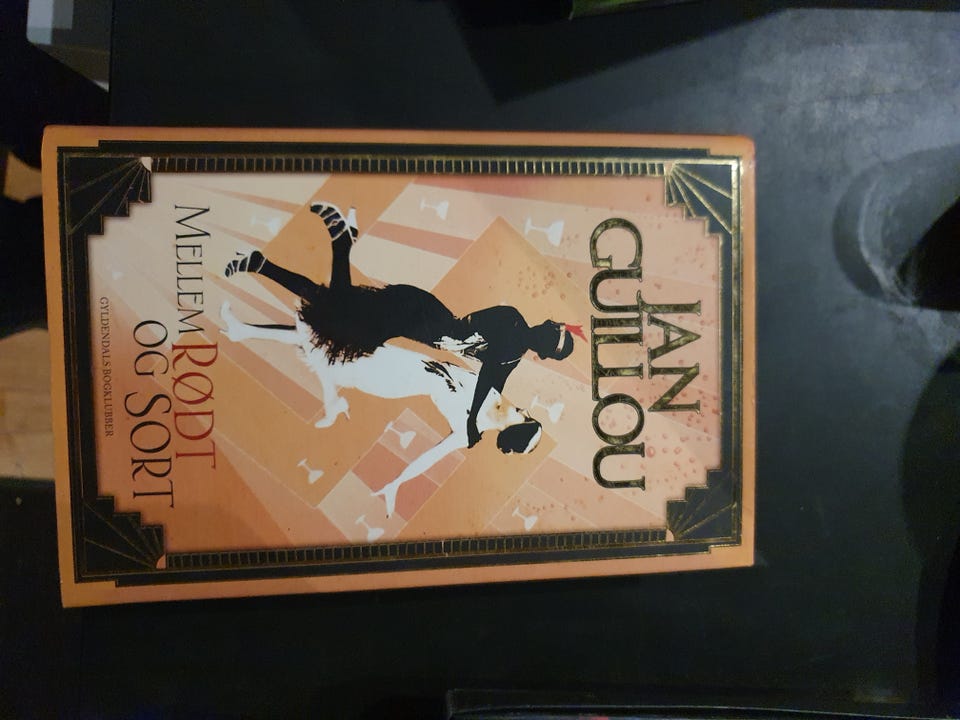 JAN
GUILLOU
MELLEM RØDT
OG SORT
GYLDENDALS BOGKLUBBER